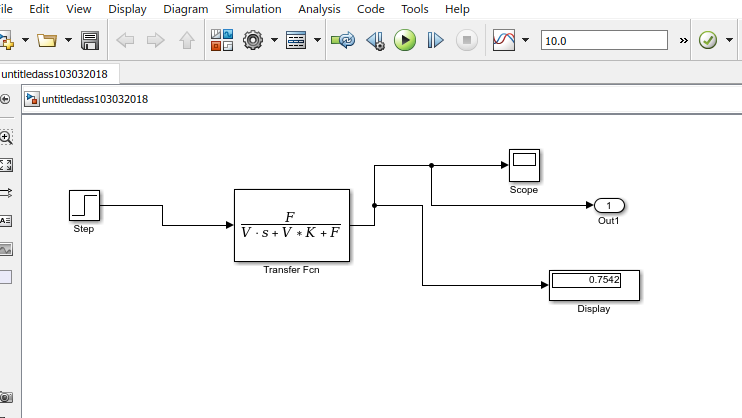 ile Edit View Display Diagram Simulation Analysis Code Tools Help
10.0 »
untitledass103032018
untitledass103032018
Step
F
V · s + V * K + F
Transfer Fcn
Scope
1
Out1
0.7542
Display